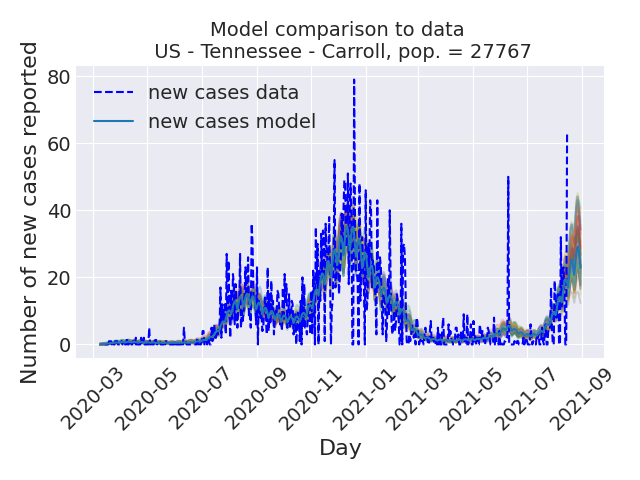 Model comparison to data
US - Tennessee - Carroll, pop. = 27767
Number of new cases reported
80
60
40
20
0
new cases data
new cases model
2020-03
2020-05
2020-07
2020-09
2020-11
2021-01
2021-03
2021-05
2021-07
2021-09
Day